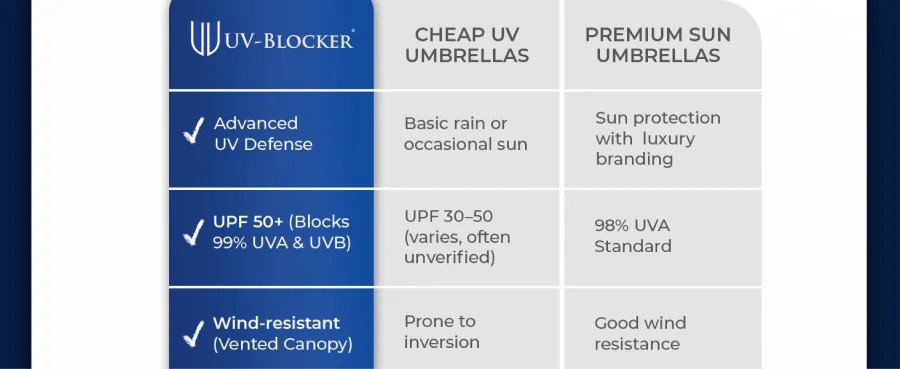 UV-BLOCKER®
CHEAP UV
UMBRELLAS
PREMIUM SUN
UMBRELLAS
Advanced
UV Defense
Basic rain or
occasional sun
Sun protection
with luxury
branding
UPF 50+ (Blocks
99% UVA & UVB)
UPF 30–50
(varies, often
unverified)
98% UVA
Standard
Wind-resistant
(Vented Canopy)
Prone to
inversion
Good wind
resistance